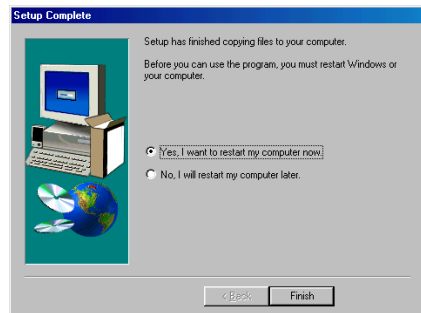 Setup Complete
Setup has finished copying files to your computer.
Before you can use the program, you must restart Windows or
your computer.
Yes, I want to restart my computer now.
No, I will restart my computer later.
< Back
Finish